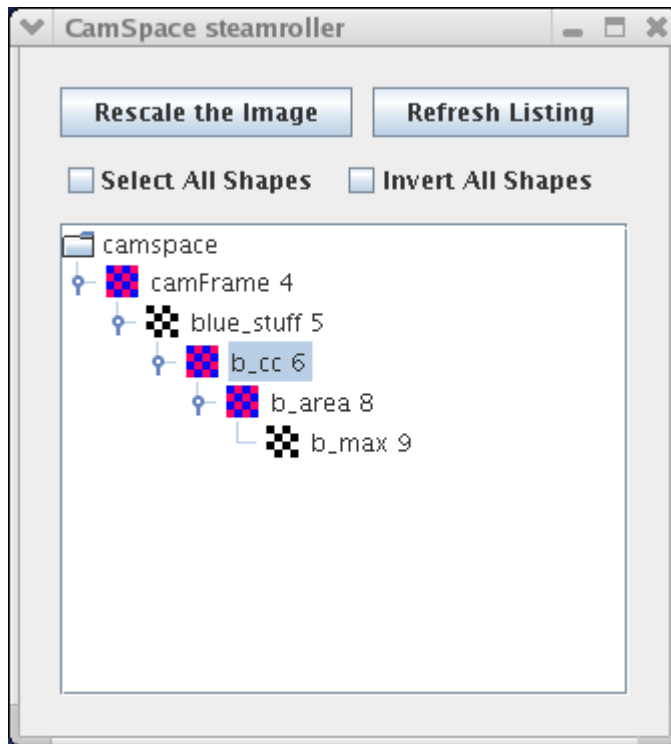 CamSpace steamroller
Rescale the Image Refresh Listing
Select All Shapes Invert All Shapes
camspace
camFrame 4
blue_stuff 5
b_cc 6
b_area 8
b_max 9